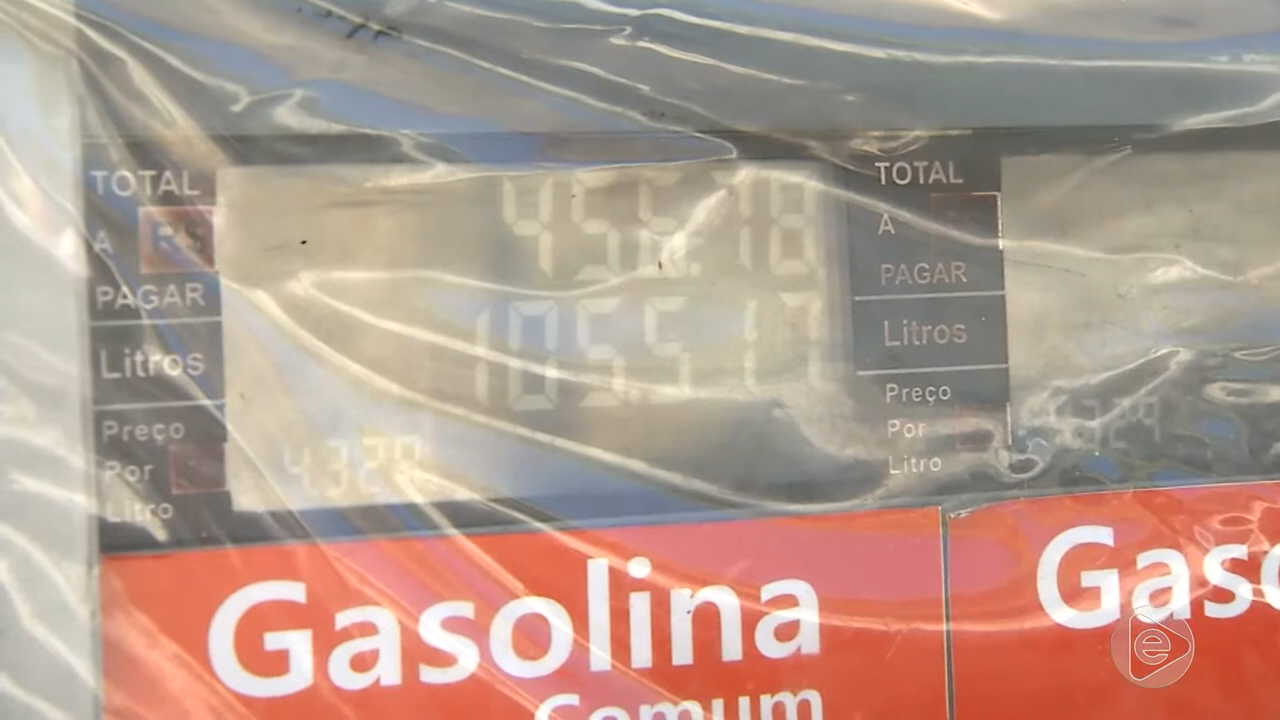 TOTAL
A R$
PAGAR
456.78
Litros
105.517
Preço
Por
Litro
4.329
Gasolina
Comum
TOTAL
A
PAGAR
Litros
Preço
Por
Litro
Gaso
e